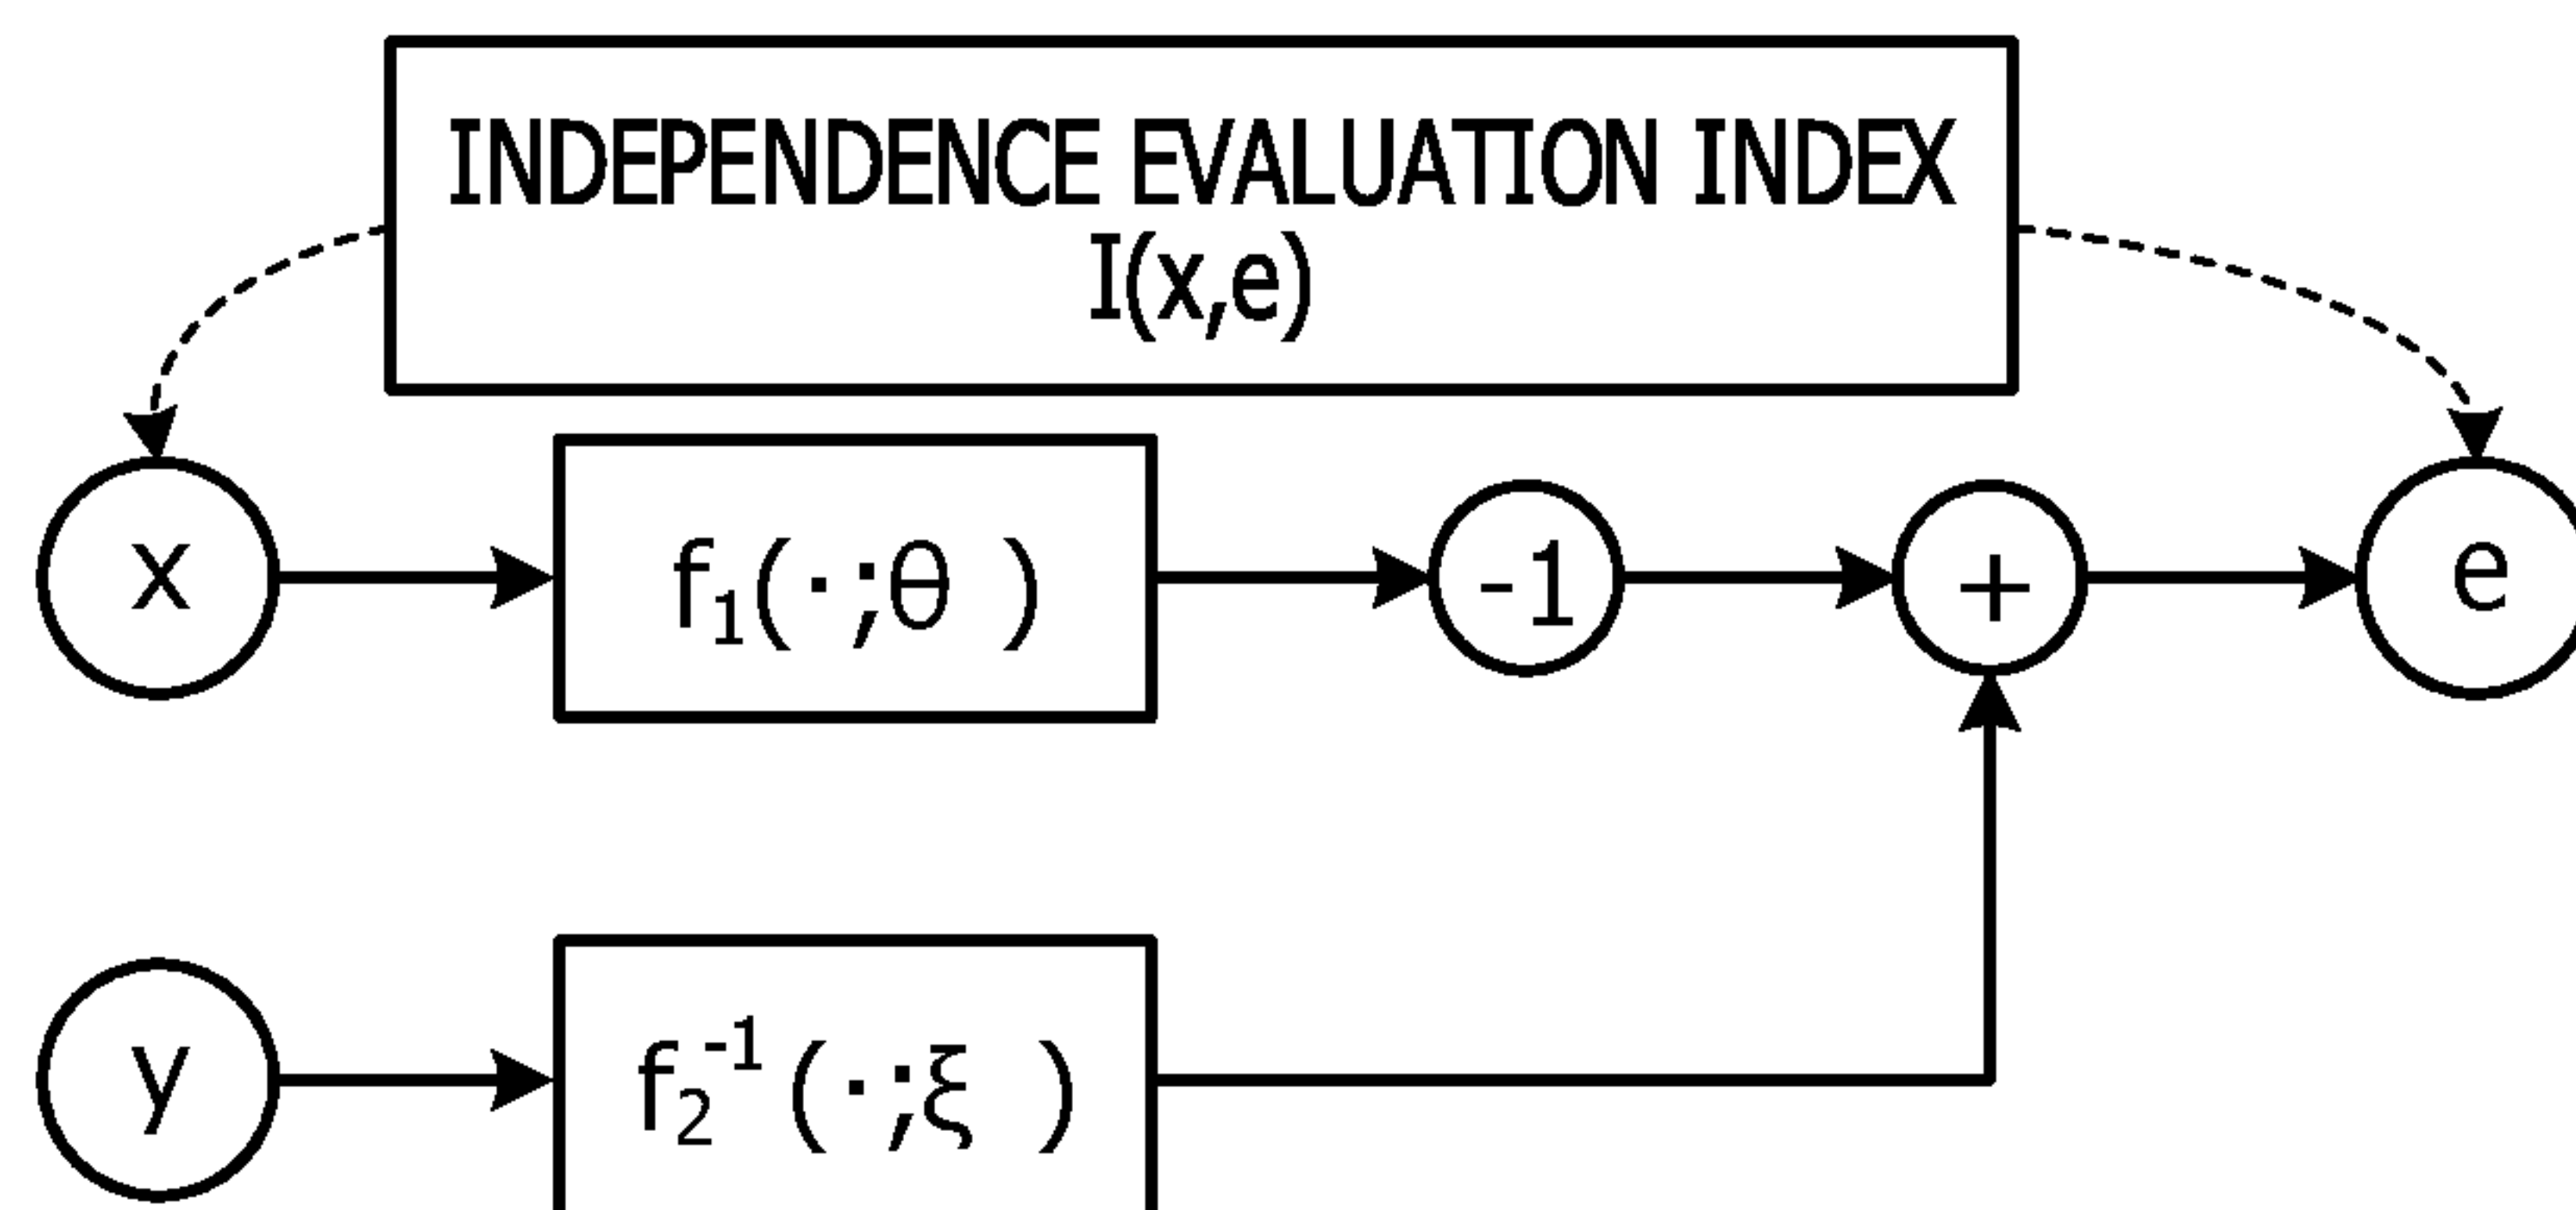 INDEPENDENCE EVALUATION INDEX
I(x,e)
x
f₁(·;θ )
-1
+
e
y
f₂⁻¹(·;ξ )